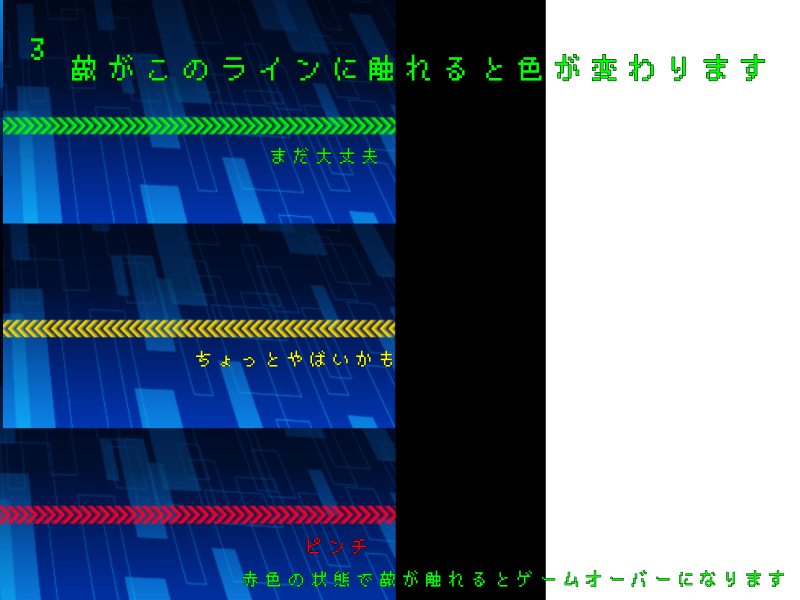 3
敵がこのラインに触れると色が変わります
まだ大丈夫
ちょっとやばいかも
ピンチ
赤色の状態で敵が触れるとゲームオーバーになります